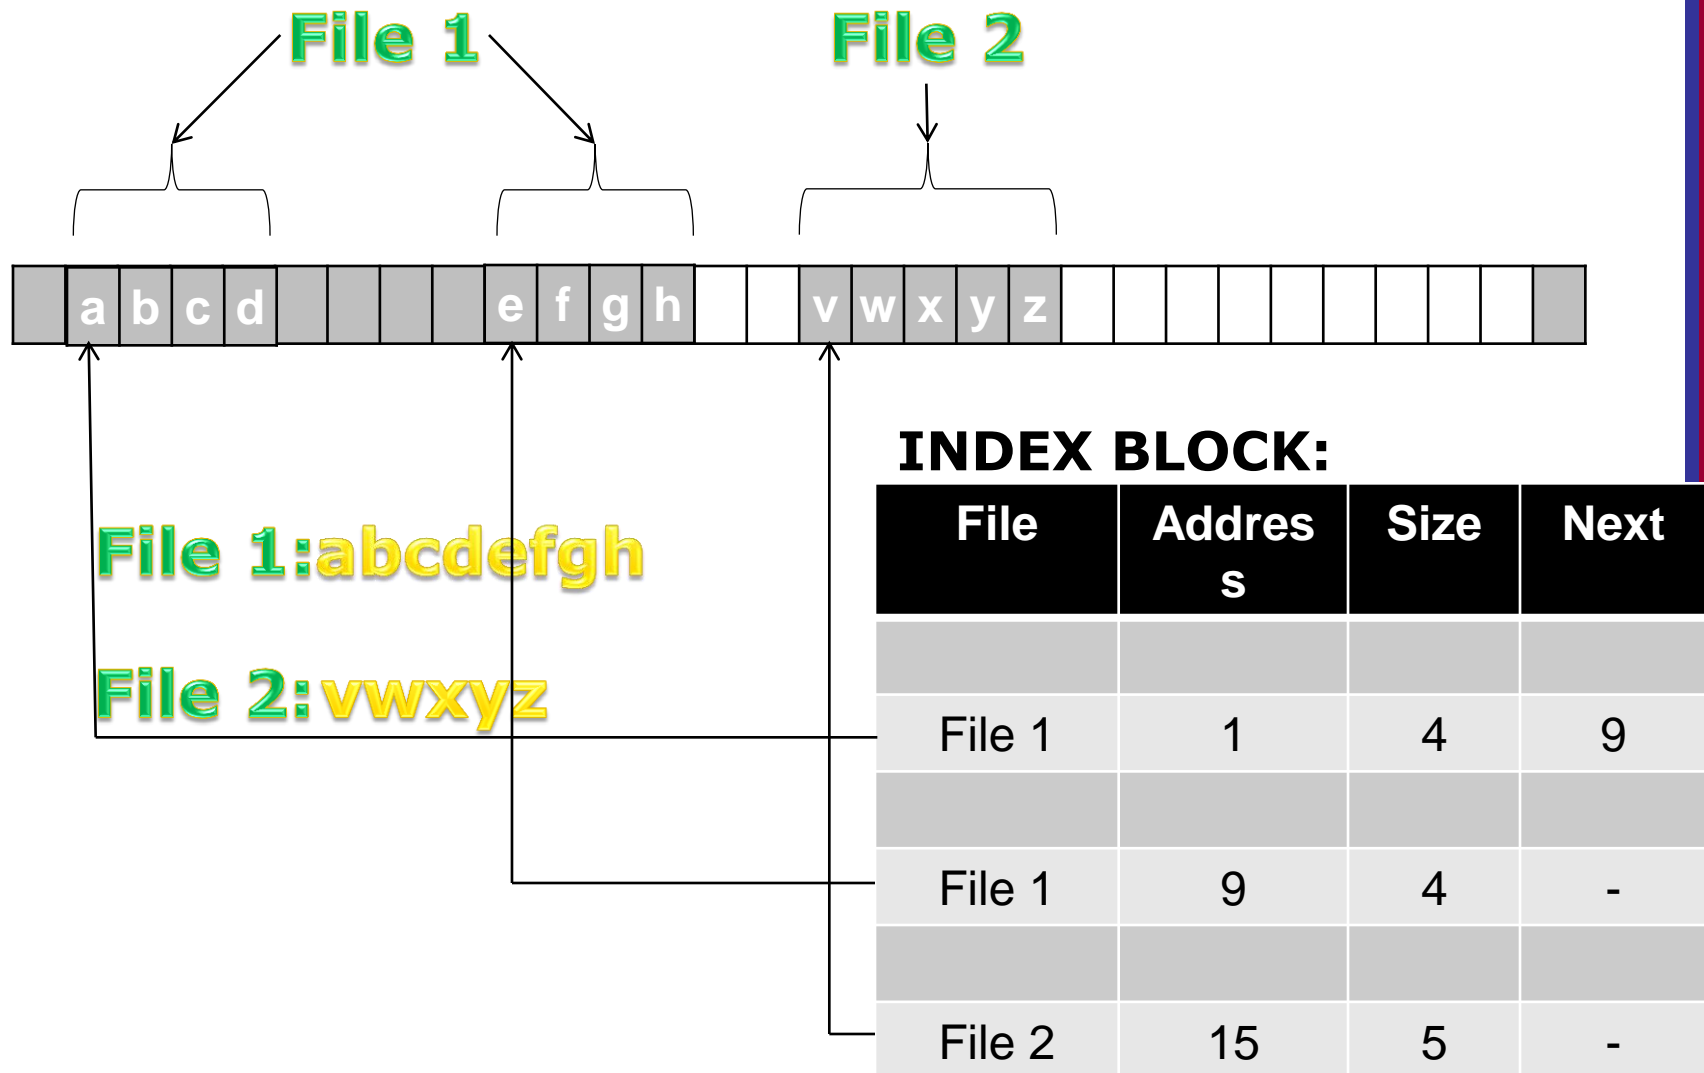 File 1 File 2
a b c d e f g h v w x y z
INDEX BLOCK:
File Addres Size Next
s
File 1:abcdefgh
File 2:vwxyz
File 1 1 4 9
File 1 9 4 -
File 2 15 5 -